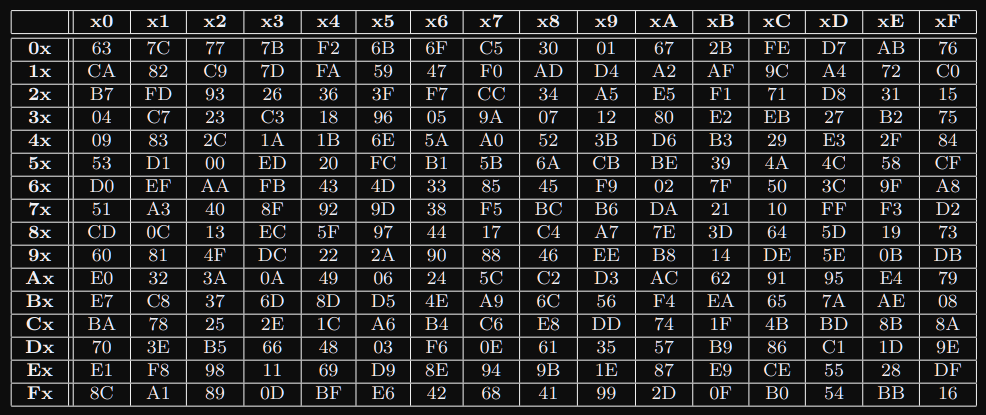 x0 x1 x2 x3 x4 x5 x6 x7 x8 x9 xA xB xC xD xE xF
0x 63 7C 77 7B F2 6B 6F C5 30 01 67 2B FE D7 AB 76
1x CA 82 C9 7D FA 59 47 F0 AD D4 A2 AF 9C A4 72 C0
2x B7 FD 93 26 36 3F F7 CC 34 A5 E5 F1 71 D8 31 15
3x 04 C7 23 C3 18 96 05 9A 07 12 80 E2 EB 27 B2 75
4x 09 83 2C 1A 1B 6E 5A A0 52 3B D6 B3 29 E3 2F 84
5x 53 D1 00 ED 20 FC B1 5B 6A CB BE 39 4A 4C 58 CF
6x D0 EF AA FB 43 4D 33 85 45 F9 02 7F 50 3C 9F A8
7x 51 A3 40 8F 92 9D 38 F5 BC B6 DA 21 10 FF F3 D2
8x CD 0C 13 EC 5F 97 44 17 C4 A7 7E 3D 64 5D 19 73
9x 60 81 4F DC 22 2A 90 88 46 EE B8 14 DE 5E 0B DB
Ax E0 32 3A 0A 49 06 24 5C C2 D3 AC 62 91 95 E4 79
Bx E7 C8 37 6D 8D D5 4E A9 6C 56 F4 EA 65 7A AE 08
Cx BA 78 25 2E 1C A6 B4 C6 E8 DD 74 1F 4B BD 8B 8A
Dx 70 3E B5 66 48 03 F6 0E 61 35 57 B9 86 C1 1D 9E
Ex E1 F8 98 11 69 D9 8E 94 9B 1E 87 E9 CE 55 28 DF
Fx 8C A1 89 0D BF E6 42 68 41 99 2D 0F B0 54 BB 16